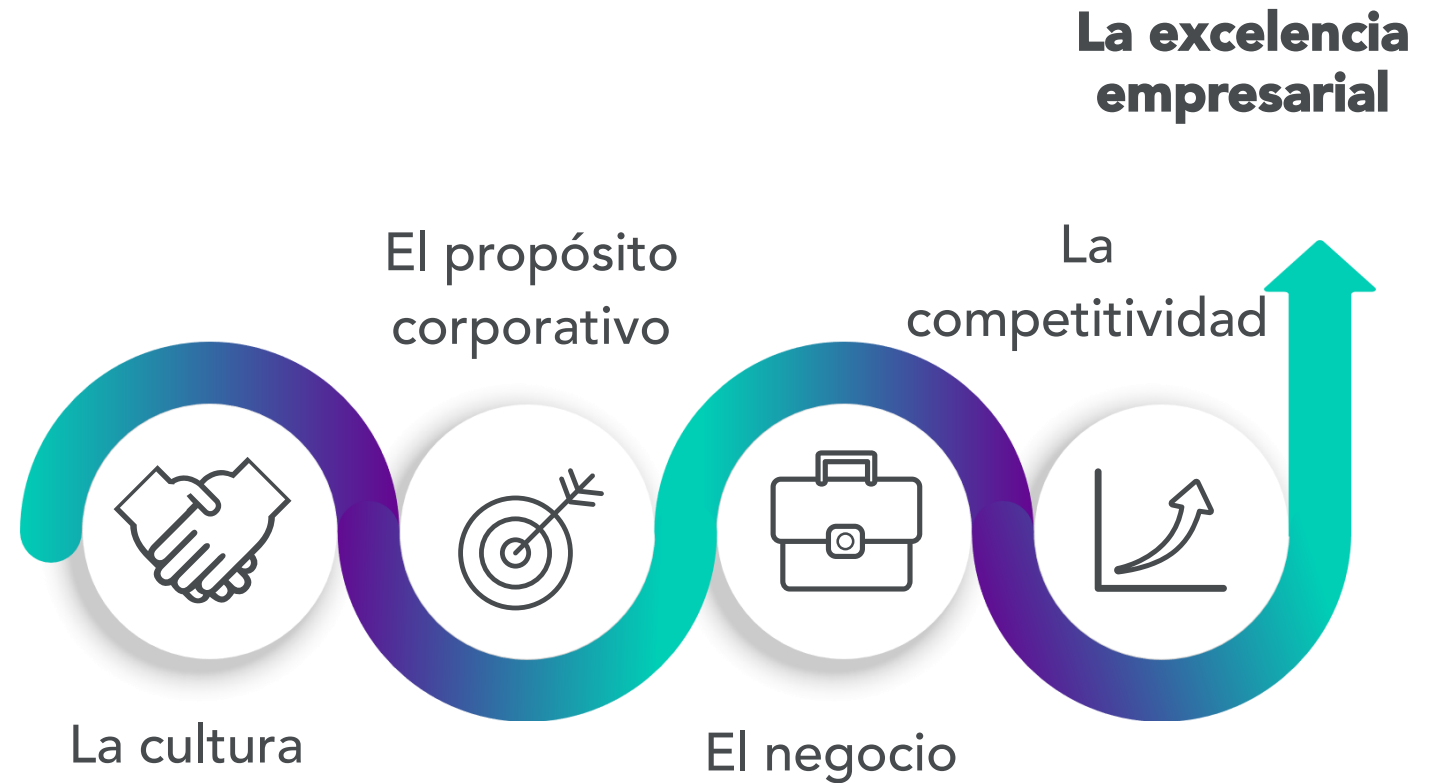 La excelencia
empresarial
El propósito
corporativo
La
competitividad
La cultura
El negocio